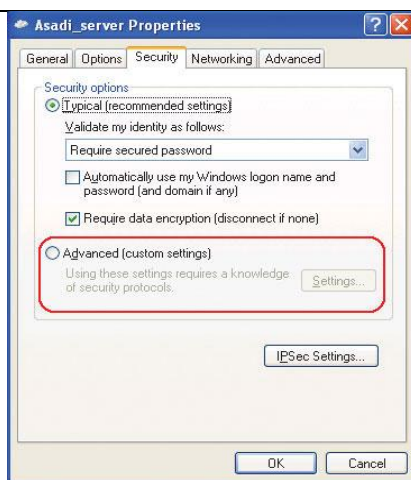 Asadi_server Properties
General Options Security Networking Advanced
Security options
Typical (recommended settings)
Validate my identity as follows:
Require secured password
Automatically use my Windows logon name and
password (and domain if any)
Require data encryption (disconnect if none)
Advanced (custom settings)
Using these settings requires a knowledge
of security protocols.
Settings...
IPSec Settings...
OK Cancel